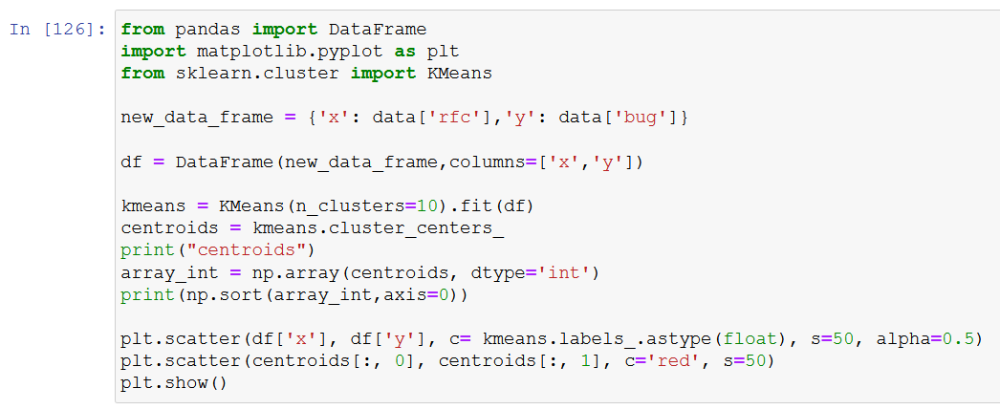 In [126]: from pandas import DataFrame
import matplotlib.pyplot as plt
from sklearn.cluster import KMeans
new_data_frame = {'x': data['rfc'],'y': data['bug']}
df = DataFrame(new_data_frame,columns=['x','y'])
kmeans = KMeans(n_clusters=10).fit(df)
centroids = kmeans.cluster_centers_
print("centroids")
array_int = np.array(centroids, dtype='int')
print(np.sort(array_int,axis=0))
plt.scatter(df['x'], df['y'], c= kmeans.labels_.astype(float), s=50, alpha=0.5)
plt.scatter(centroids[:, 0], centroids[:, 1], c='red', s=50)
plt.show()